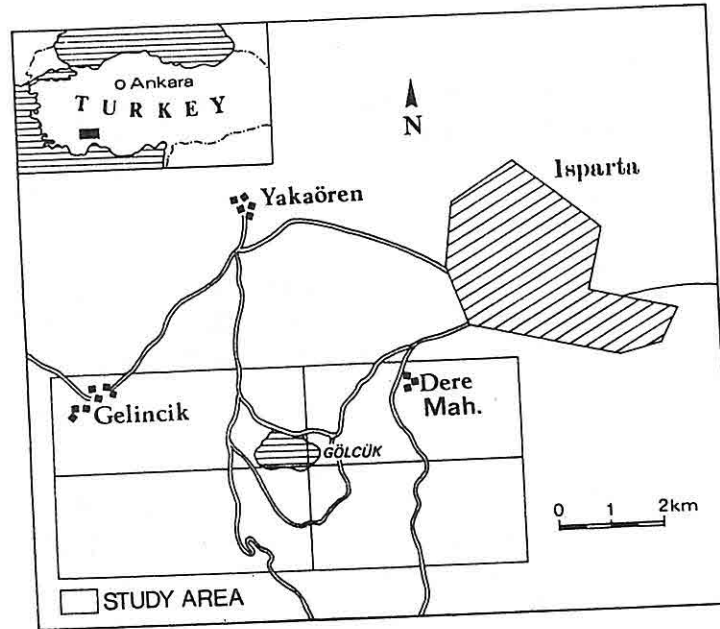 o Ankara
TURKEY
N
Isparta
Yakaören
Gelincik
Dere
Mah.
GÖLCÜK
0 1 2km
STUDY AREA